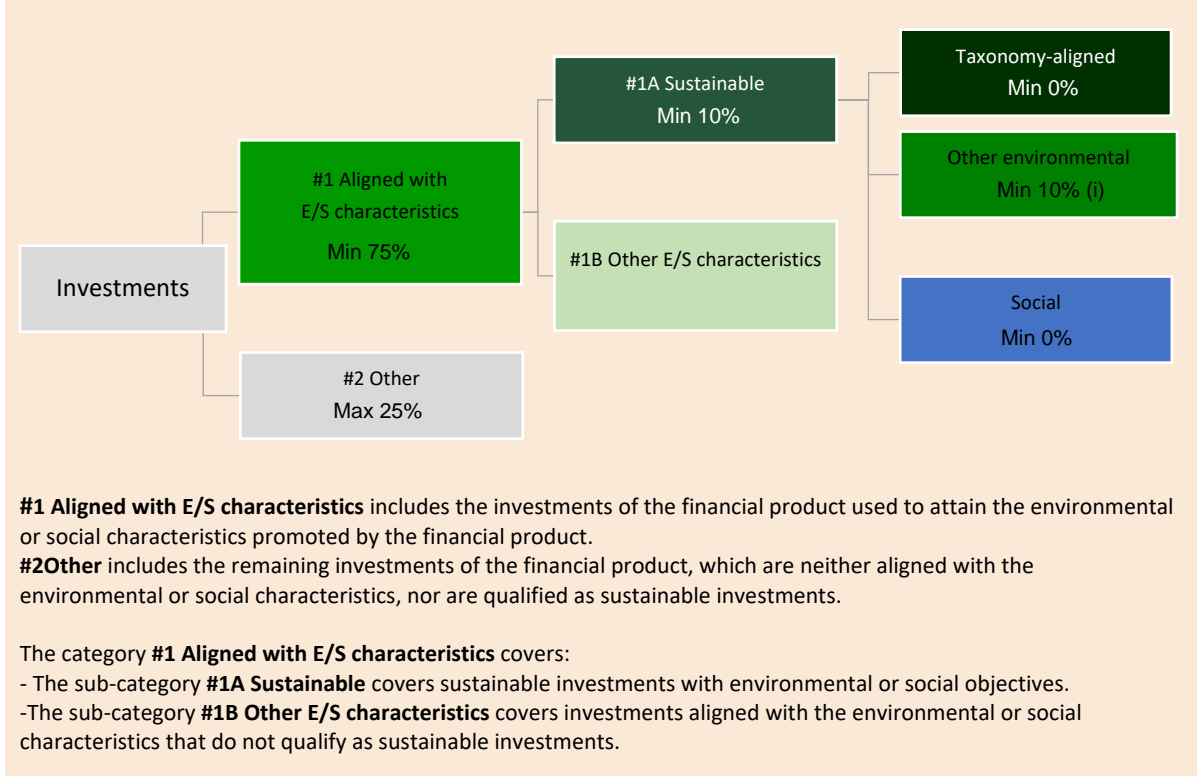 Taxonomy-aligned
Min 0%
#1A Sustainable
Min 10%
Other environmental
Min 10% (i)
#1 Aligned with
E/S characteristics
Min 75%
#1B Other E/S characteristics
Investments
Social
Min 0%
#2 Other
Max 25%
#1 Aligned with E/S characteristics includes the investments of the financial product used to attain the environmental
or social characteristics promoted by the financial product.
#2Other includes the remaining investments of the financial product, which are neither aligned with the
environmental or social characteristics, nor are qualified as sustainable investments.
The category #1 Aligned with E/S characteristics covers:
- The sub-category #1A Sustainable covers sustainable investments with environmental or social objectives.
-The sub-category #1B Other E/S characteristics covers investments aligned with the environmental or social
characteristics that do not qualify as sustainable investments.